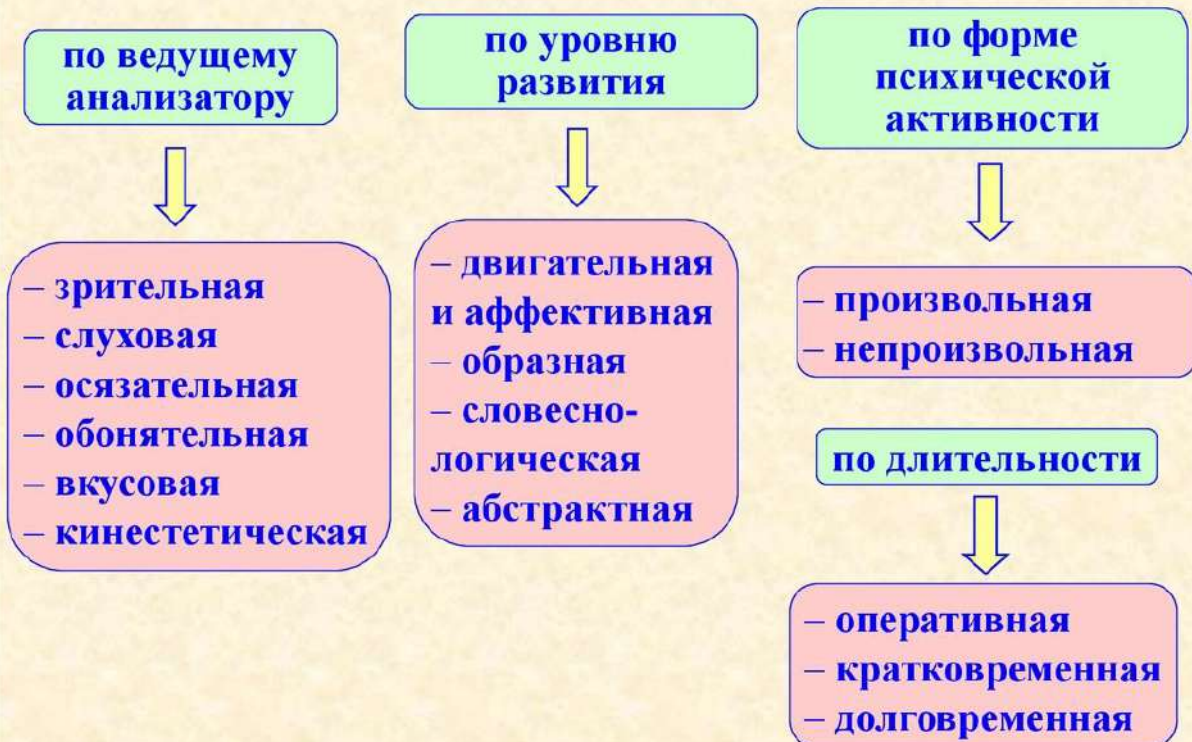 по ведущему
анализатору
– зрительная
– слуховая
– осязательная
– обонятельная
– вкусовая
– кинестетическая
по уровню
развития
– двигательная
и аффективная
– образная
– словесно-
логическая
– абстрактная
по форме
психической
активности
– произвольная
– непроизвольная
по длительности
– оперативная
– кратковременная
– долговременная